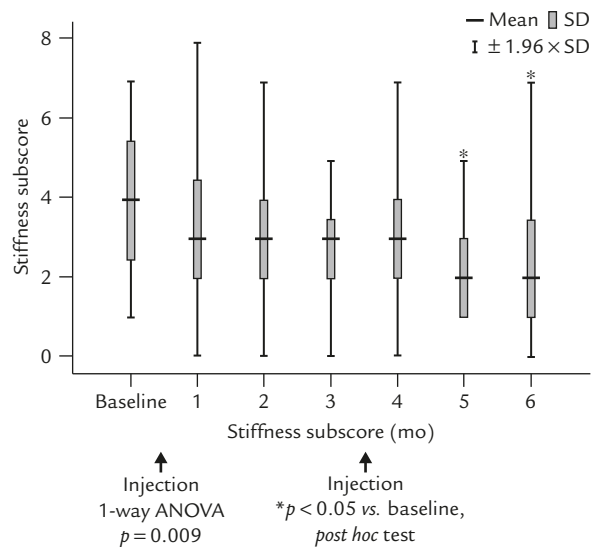 Mean SD
± 1.96 × SD
8
6
4
2
0
Stiffness subscore
*
*
Baseline 1 2 3 4 5 6
Stiffness subscore (mo)
Injection
1-way ANOVA
p = 0.009
Injection
*p < 0.05 vs. baseline,
post hoc test